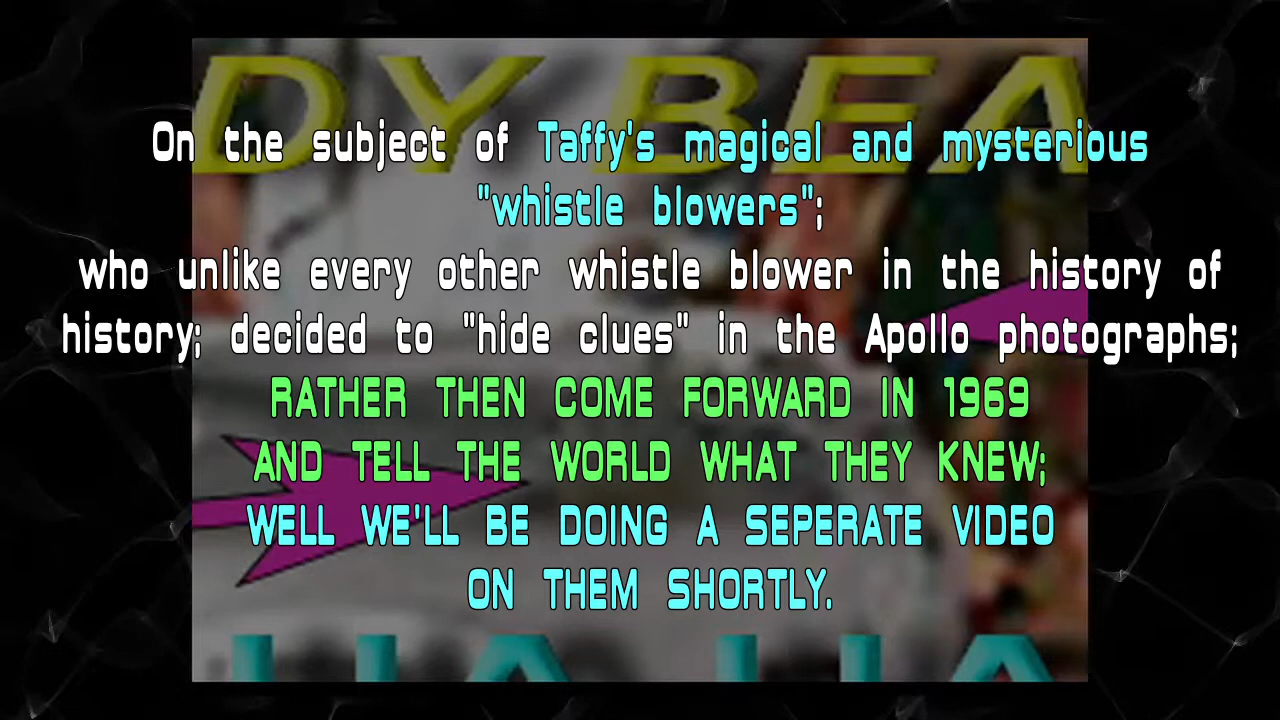 DY BEA
On the subject of Taffy's magical and mysterious
"whistle blowers";
who unlike every other whistle blower in the history of
history; decided to "hide clues" in the Apollo photographs;
RATHER THEN COME FORWARD IN 1969
AND TELL THE WORLD WHAT THEY KNEW;
WELL WE'LL BE DOING A SEPERATE VIDEO
ON THEM SHORTLY.